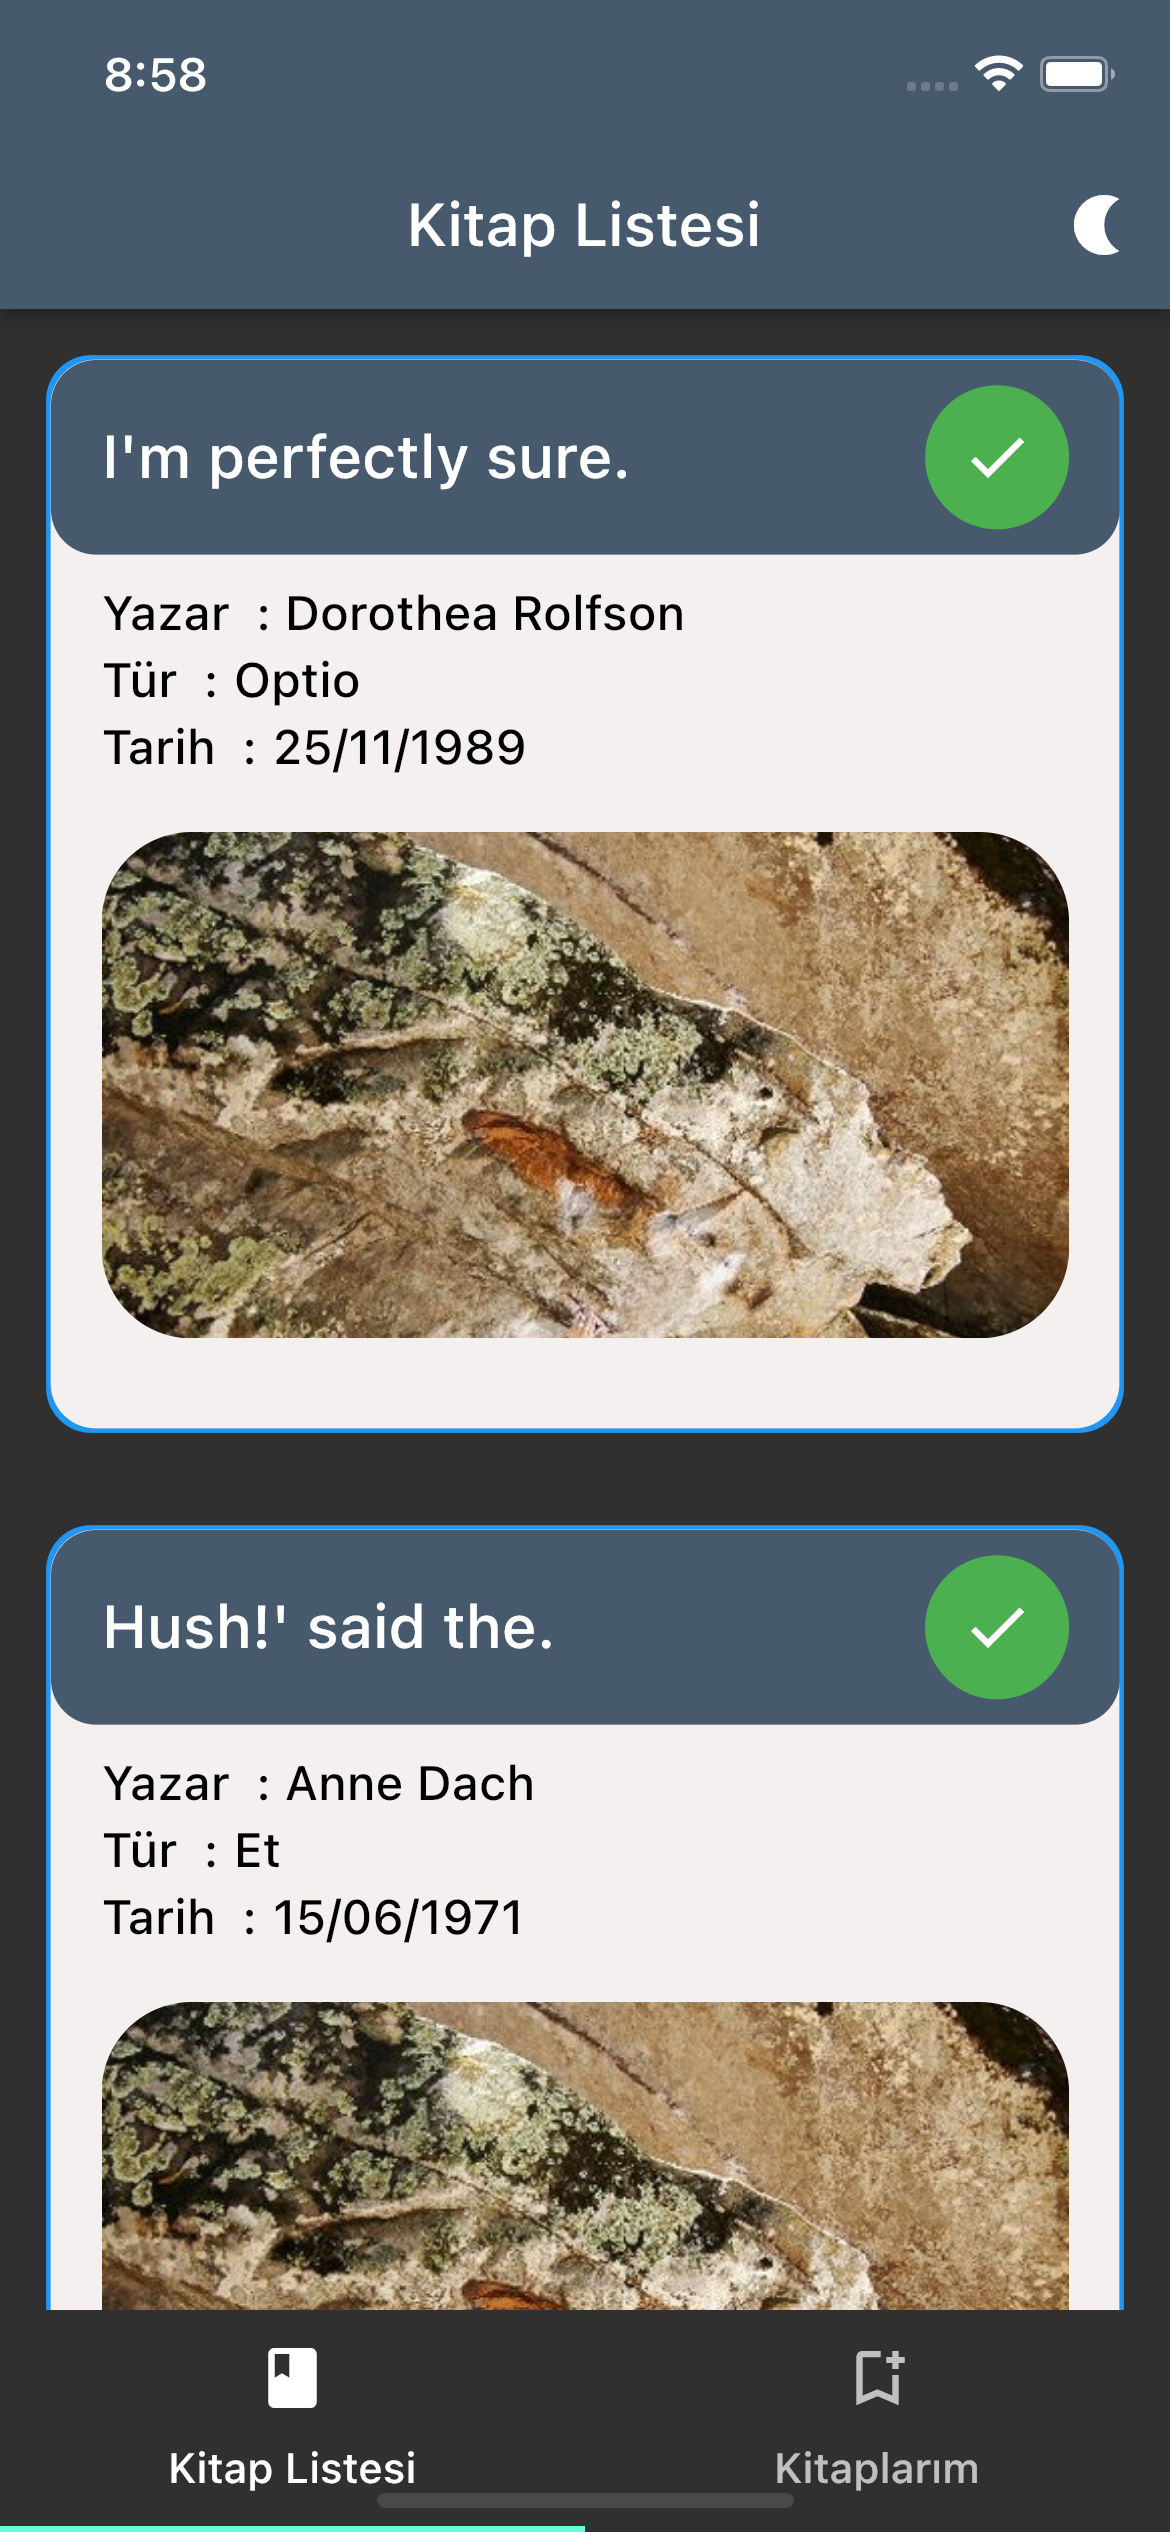 8:58
Kitap Listesi
I'm perfectly sure.
Yazar : Dorothea Rolfson
Tür : Optio
Tarih : 25/11/1989
Hush!' said the.
Yazar : Anne Dach
Tür : Et
Tarih : 15/06/1971
Kitap Listesi
Kitaplarım